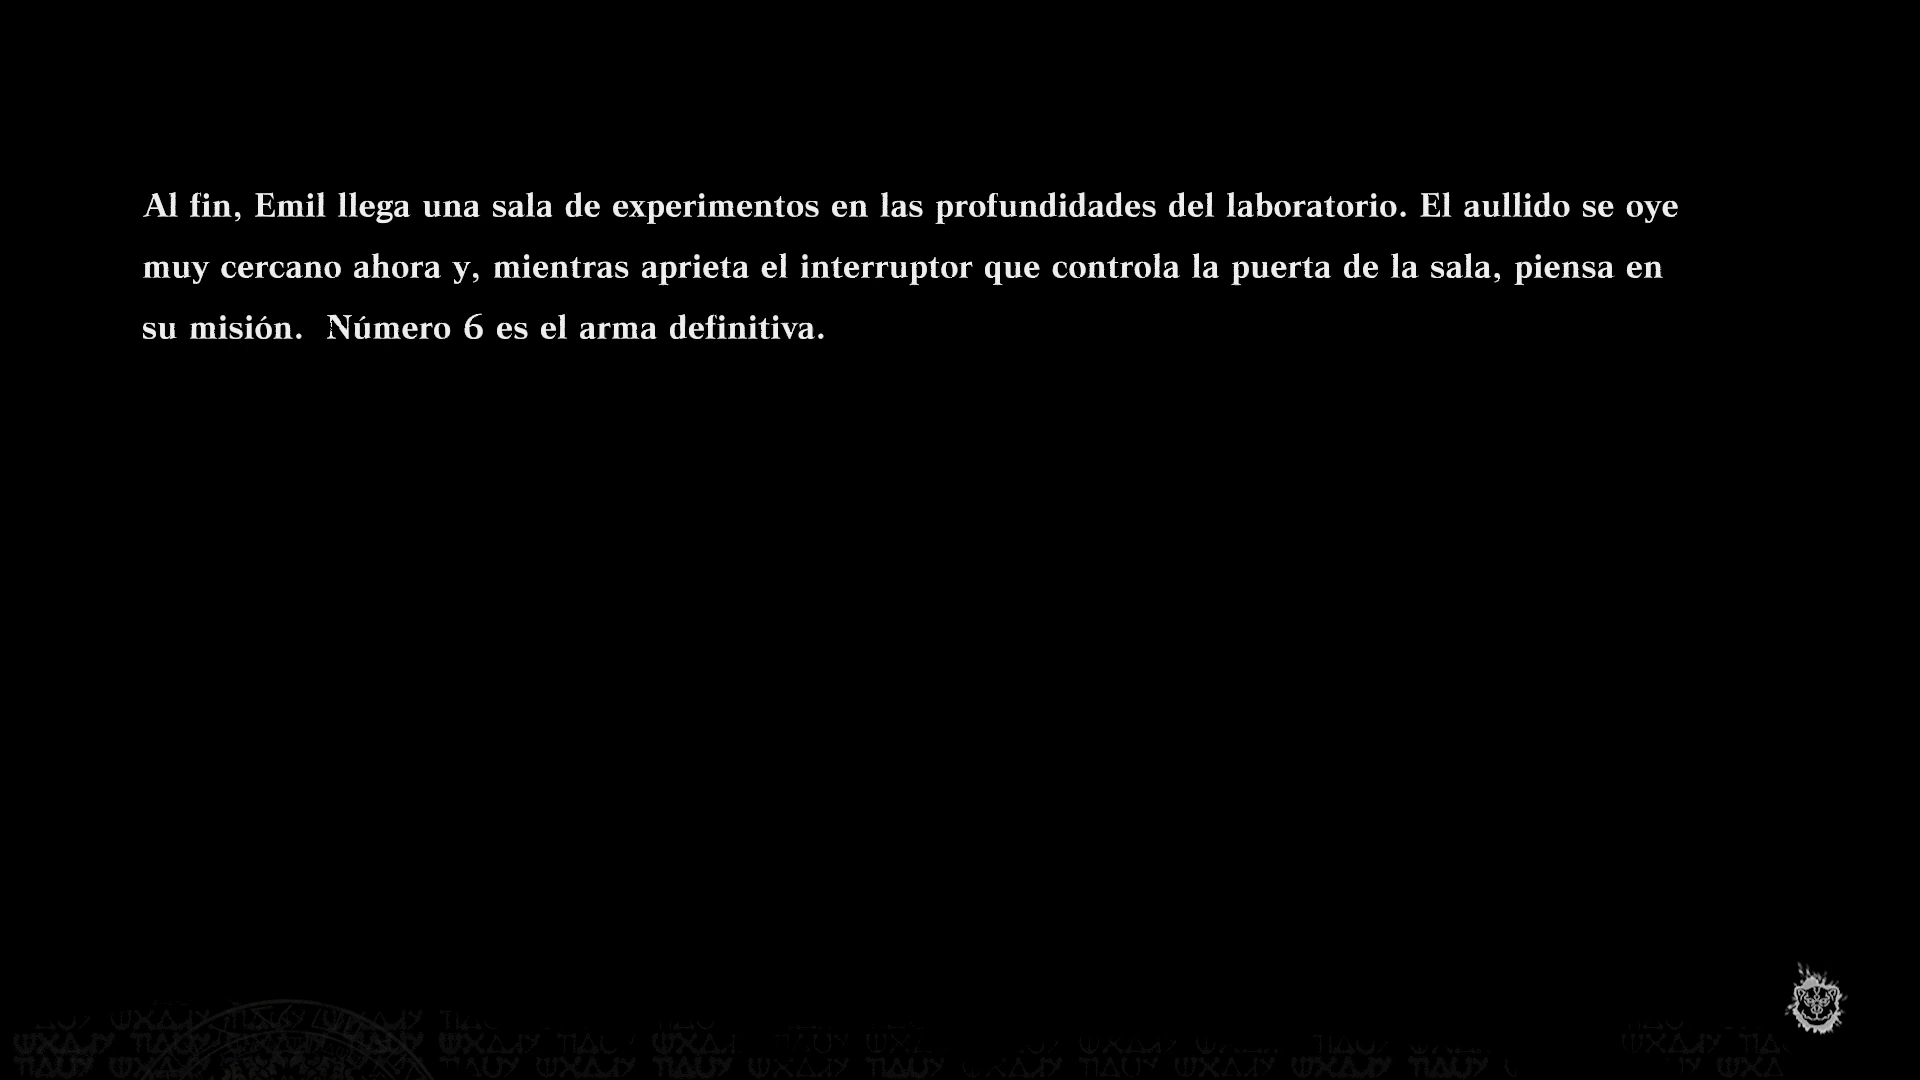 Al fin, Emil llega una sala de experimentos en las profundidades del laboratorio. El aullido se oye
muy cercano ahora y, mientras aprieta el interruptor que controla la puerta de la sala, piensa en
su misión.  Número 6 es el arma definitiva.